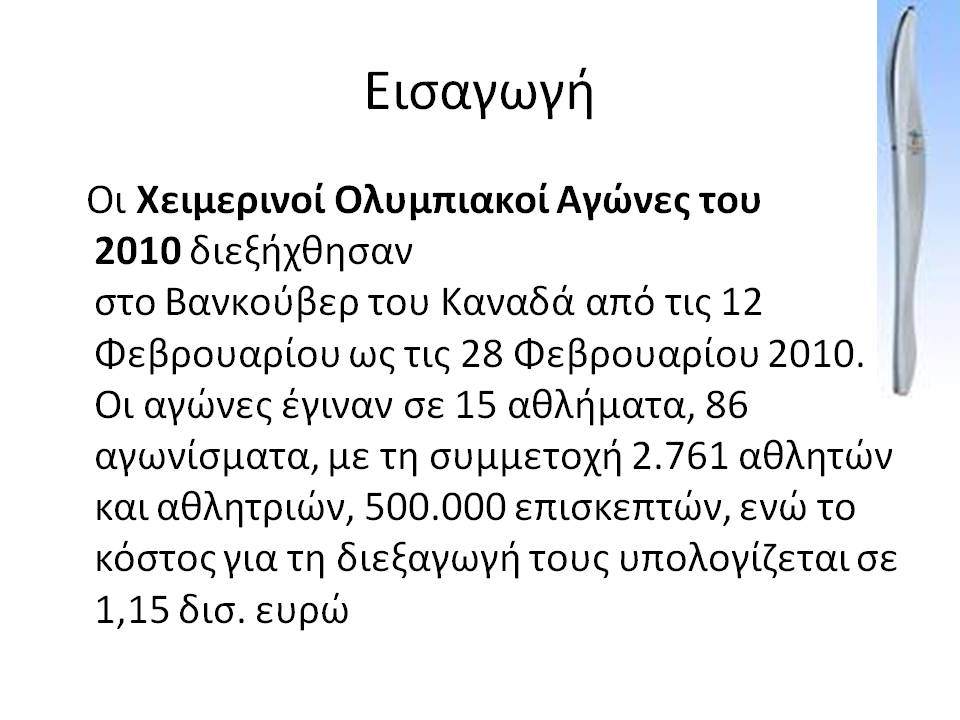 Εισαγωγή
Οι Χειμερινοί Ολυμπιακοί Αγώνες του
2010 διεξήχθησαν
στο Βανκούβερ του Καναδά από τις 12
Φεβρουαρίου ως τις 28 Φεβρουαρίου 2010.
Οι αγώνες έγιναν σε 15 αθλήματα, 86
αγωνίσματα, με τη συμμετοχή 2.761 αθλητών
και αθλητριών, 500.000 επισκεπτών, ενώ το
κόστος για τη διεξαγωγή τους υπολογίζεται σε
1,15 δισ. ευρώ